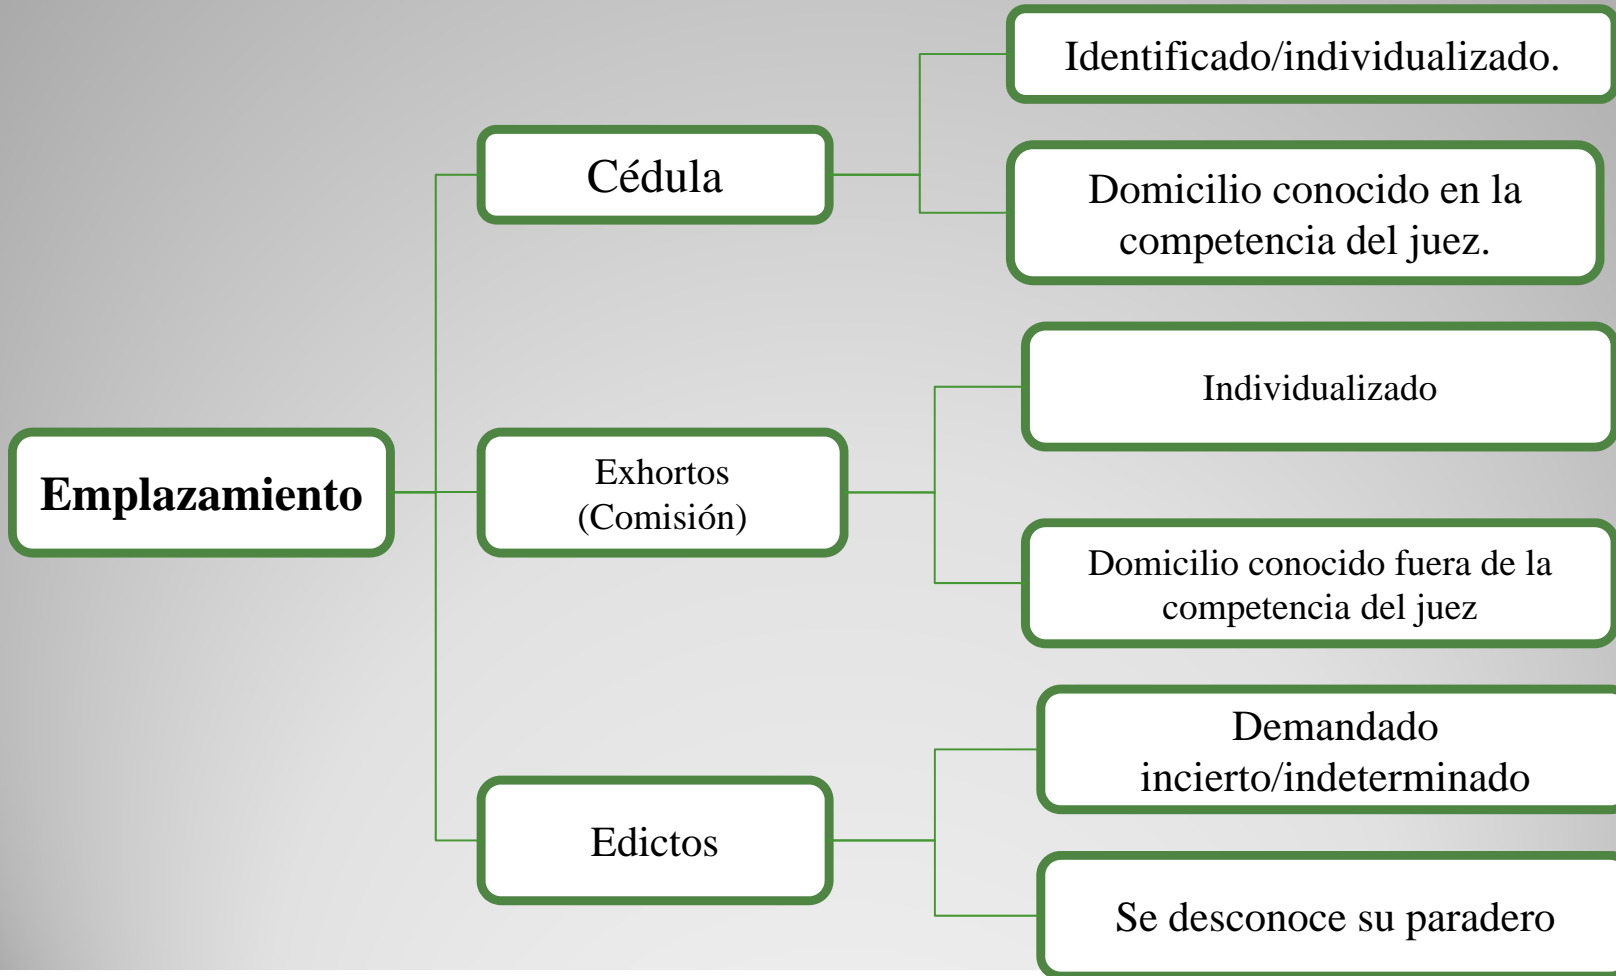 Emplazamiento
Cédula
Identificado/individualizado.
Domicilio conocido en la
competencia del juez.
Exhortos
(Comisión)
Individualizado
Domicilio conocido fuera de la
competencia del juez
Edictos
Demandado
incierto/indeterminado
Se desconoce su paradero